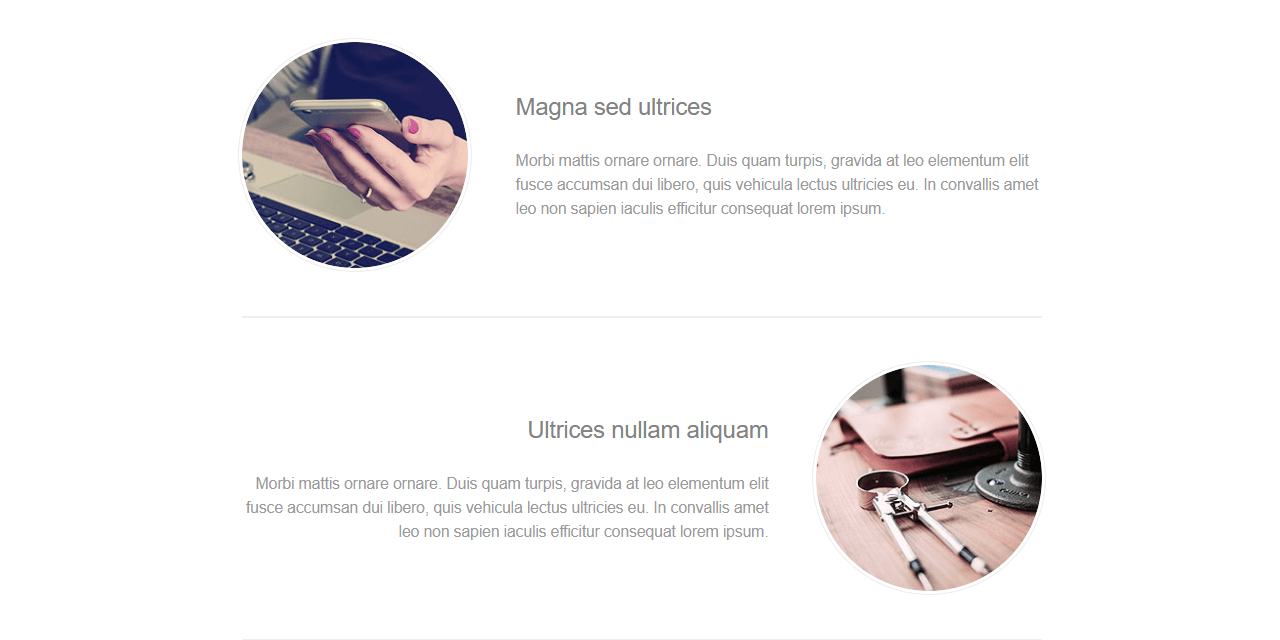 Magna sed ultrices
Morbi mattis ornare ornare. Duis quam turpis, gravida at leo elementum elit
fusce accumsan dui libero, quis vehicula lectus ultricies eu. In convallis amet
leo non sapien iaculis efficitur consequat lorem ipsum.
Ultrices nullam aliquam
Morbi mattis ornare ornare. Duis quam turpis, gravida at leo elementum elit
fusce accumsan dui libero, quis vehicula lectus ultricies eu. In convallis amet
leo non sapien iaculis efficitur consequat lorem ipsum.